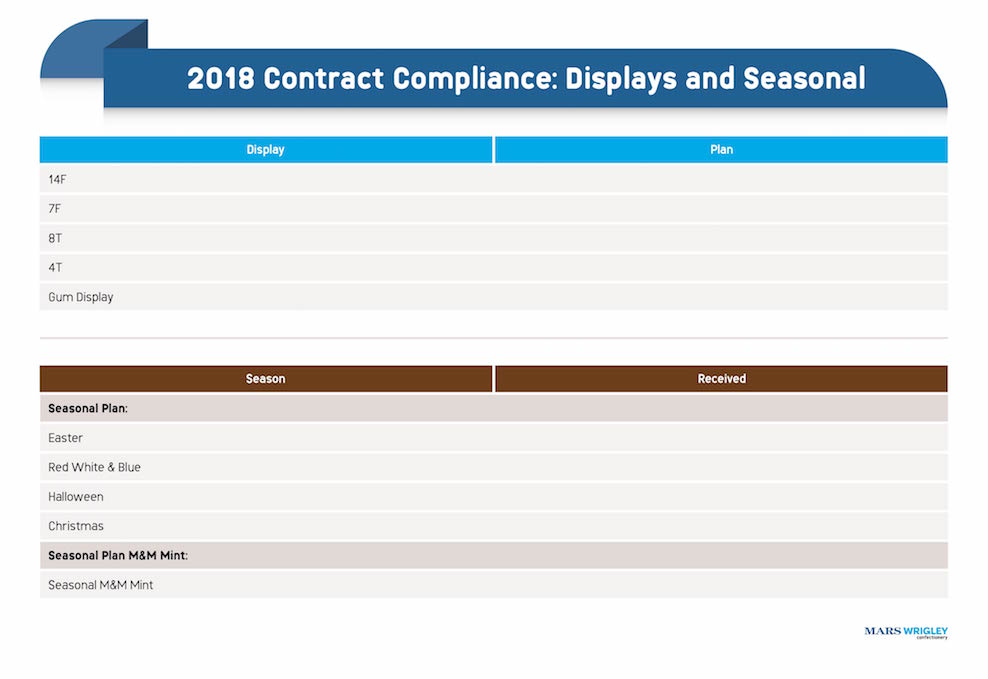 2018 Contract Compliance: Displays and Seasonal
Display Plan
14F
7F
8T
4T
Gum Display
Season Received
Seasonal Plan:
Easter
Red White & Blue
Halloween
Christmas
Seasonal Plan M&M Mint:
Seasonal M&M Mint
MARS WRIGLEY
confectionery